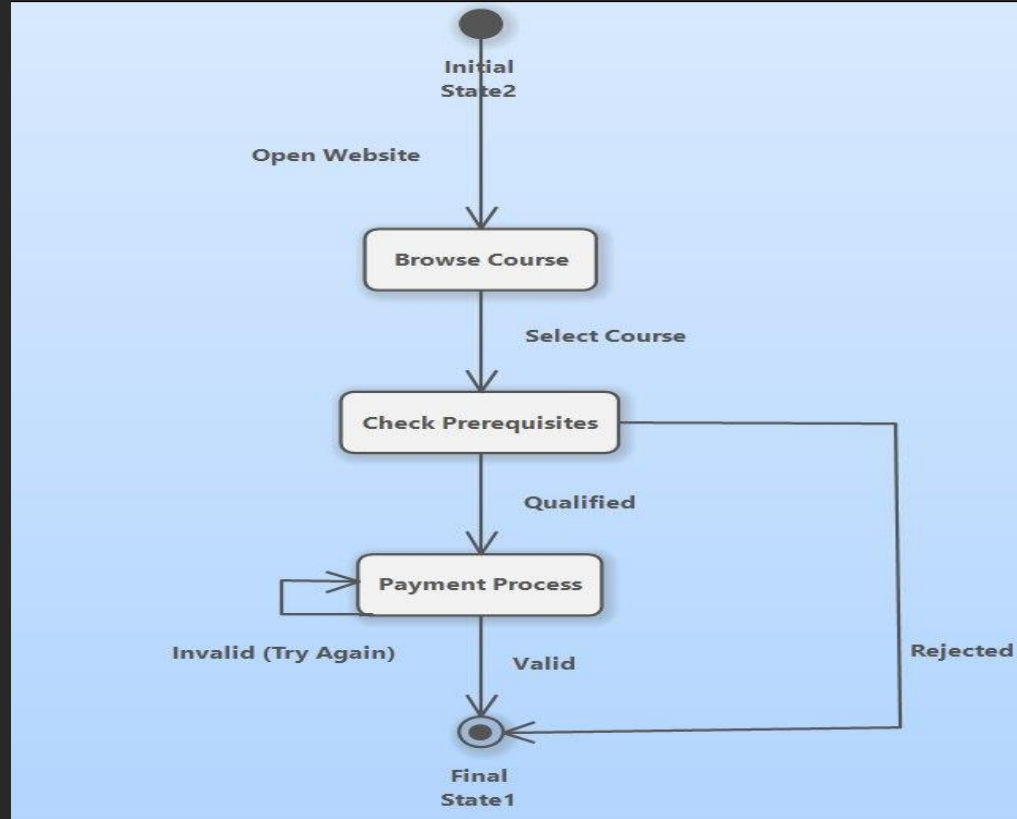 Initial
State2
Open Website
Browse Course
Select Course
Check Prerequisites
Qualified
Payment Process
Invalid (Try Again)
Valid
Rejected
Final
State1